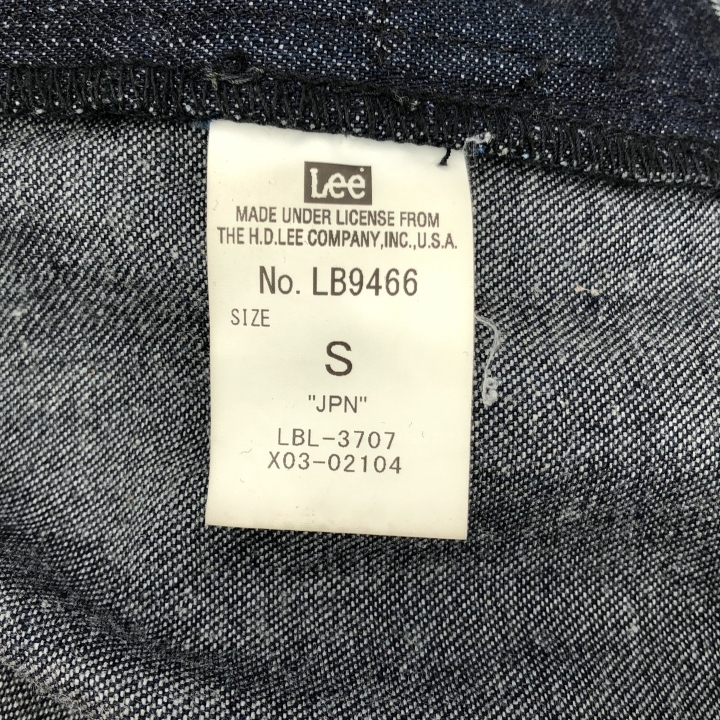 Lee
MADE UNDER LICENSE FROM
THE H.D.LEE COMPANY,INC.,U.S.A.
No. LB9466
SIZE
S
"JPN"
LBL-3707
X03-02104